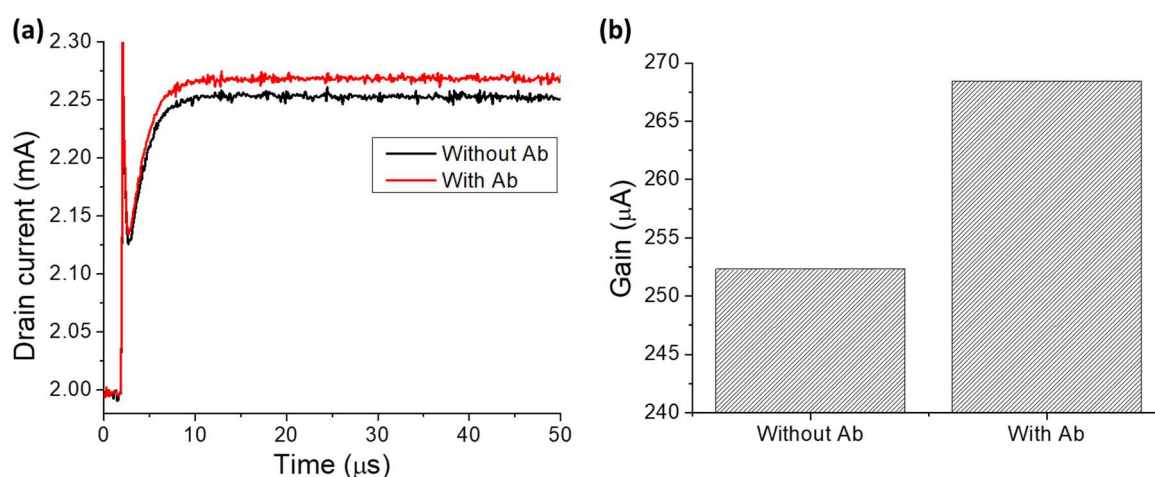 (a)
2.30
2.25
2.20
2.15
2.10
2.05
2.00
Drain current (mA)
Without Ab
With Ab
0 10 20 30 40 50
Time (μs)
(b)
270
265
260
255
250
245
240
Gain (μA)
Without Ab With Ab